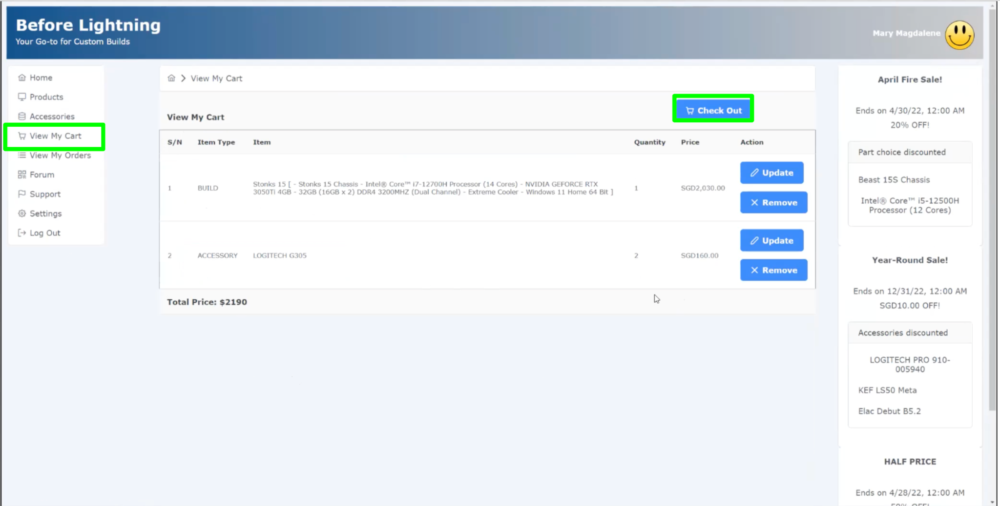 Before Lightning
Your Go-to for Custom Builds
Mary Magdalene
Home
Products
Accessories
View My Cart
View My Orders
Forum
Support
Settings
Log Out
View My Cart
View My Cart
Check Out
S/N Item Type Item Quantity Price Action
1 BUILD Stonks 15 [ - Stonks 15 Chassis - Intel® Core™ i7-12700H Processor (14 Cores) - NVIDIA GEFORCE RTX
3050Ti 4GB - 32GB (16GB x 2) DDR4 3200MHZ (Dual Channel) - Extreme Cooler - Windows 11 Home 64 Bit ] 1 SGD2,030.00
Update
Remove
2 ACCESSORY LOGITECH G305 2 SGD160.00
Update
Remove
Total Price: $2190
April Fire Sale!
Ends on 4/30/22, 12:00 AM
20% OFF!
Part choice discounted
Beast 15S Chassis
Intel® Core™ i5-12500H
Processor (12 Cores)
Year-Round Sale!
Ends on 12/31/22, 12:00 AM
SGD10.00 OFF!
Accessories discounted
LOGITECH PRO 910-
005940
KEF LS50 Meta
Elac Debut B5.2
HALF PRICE
Ends on 4/28/22, 12:00 AM
50% OFF!